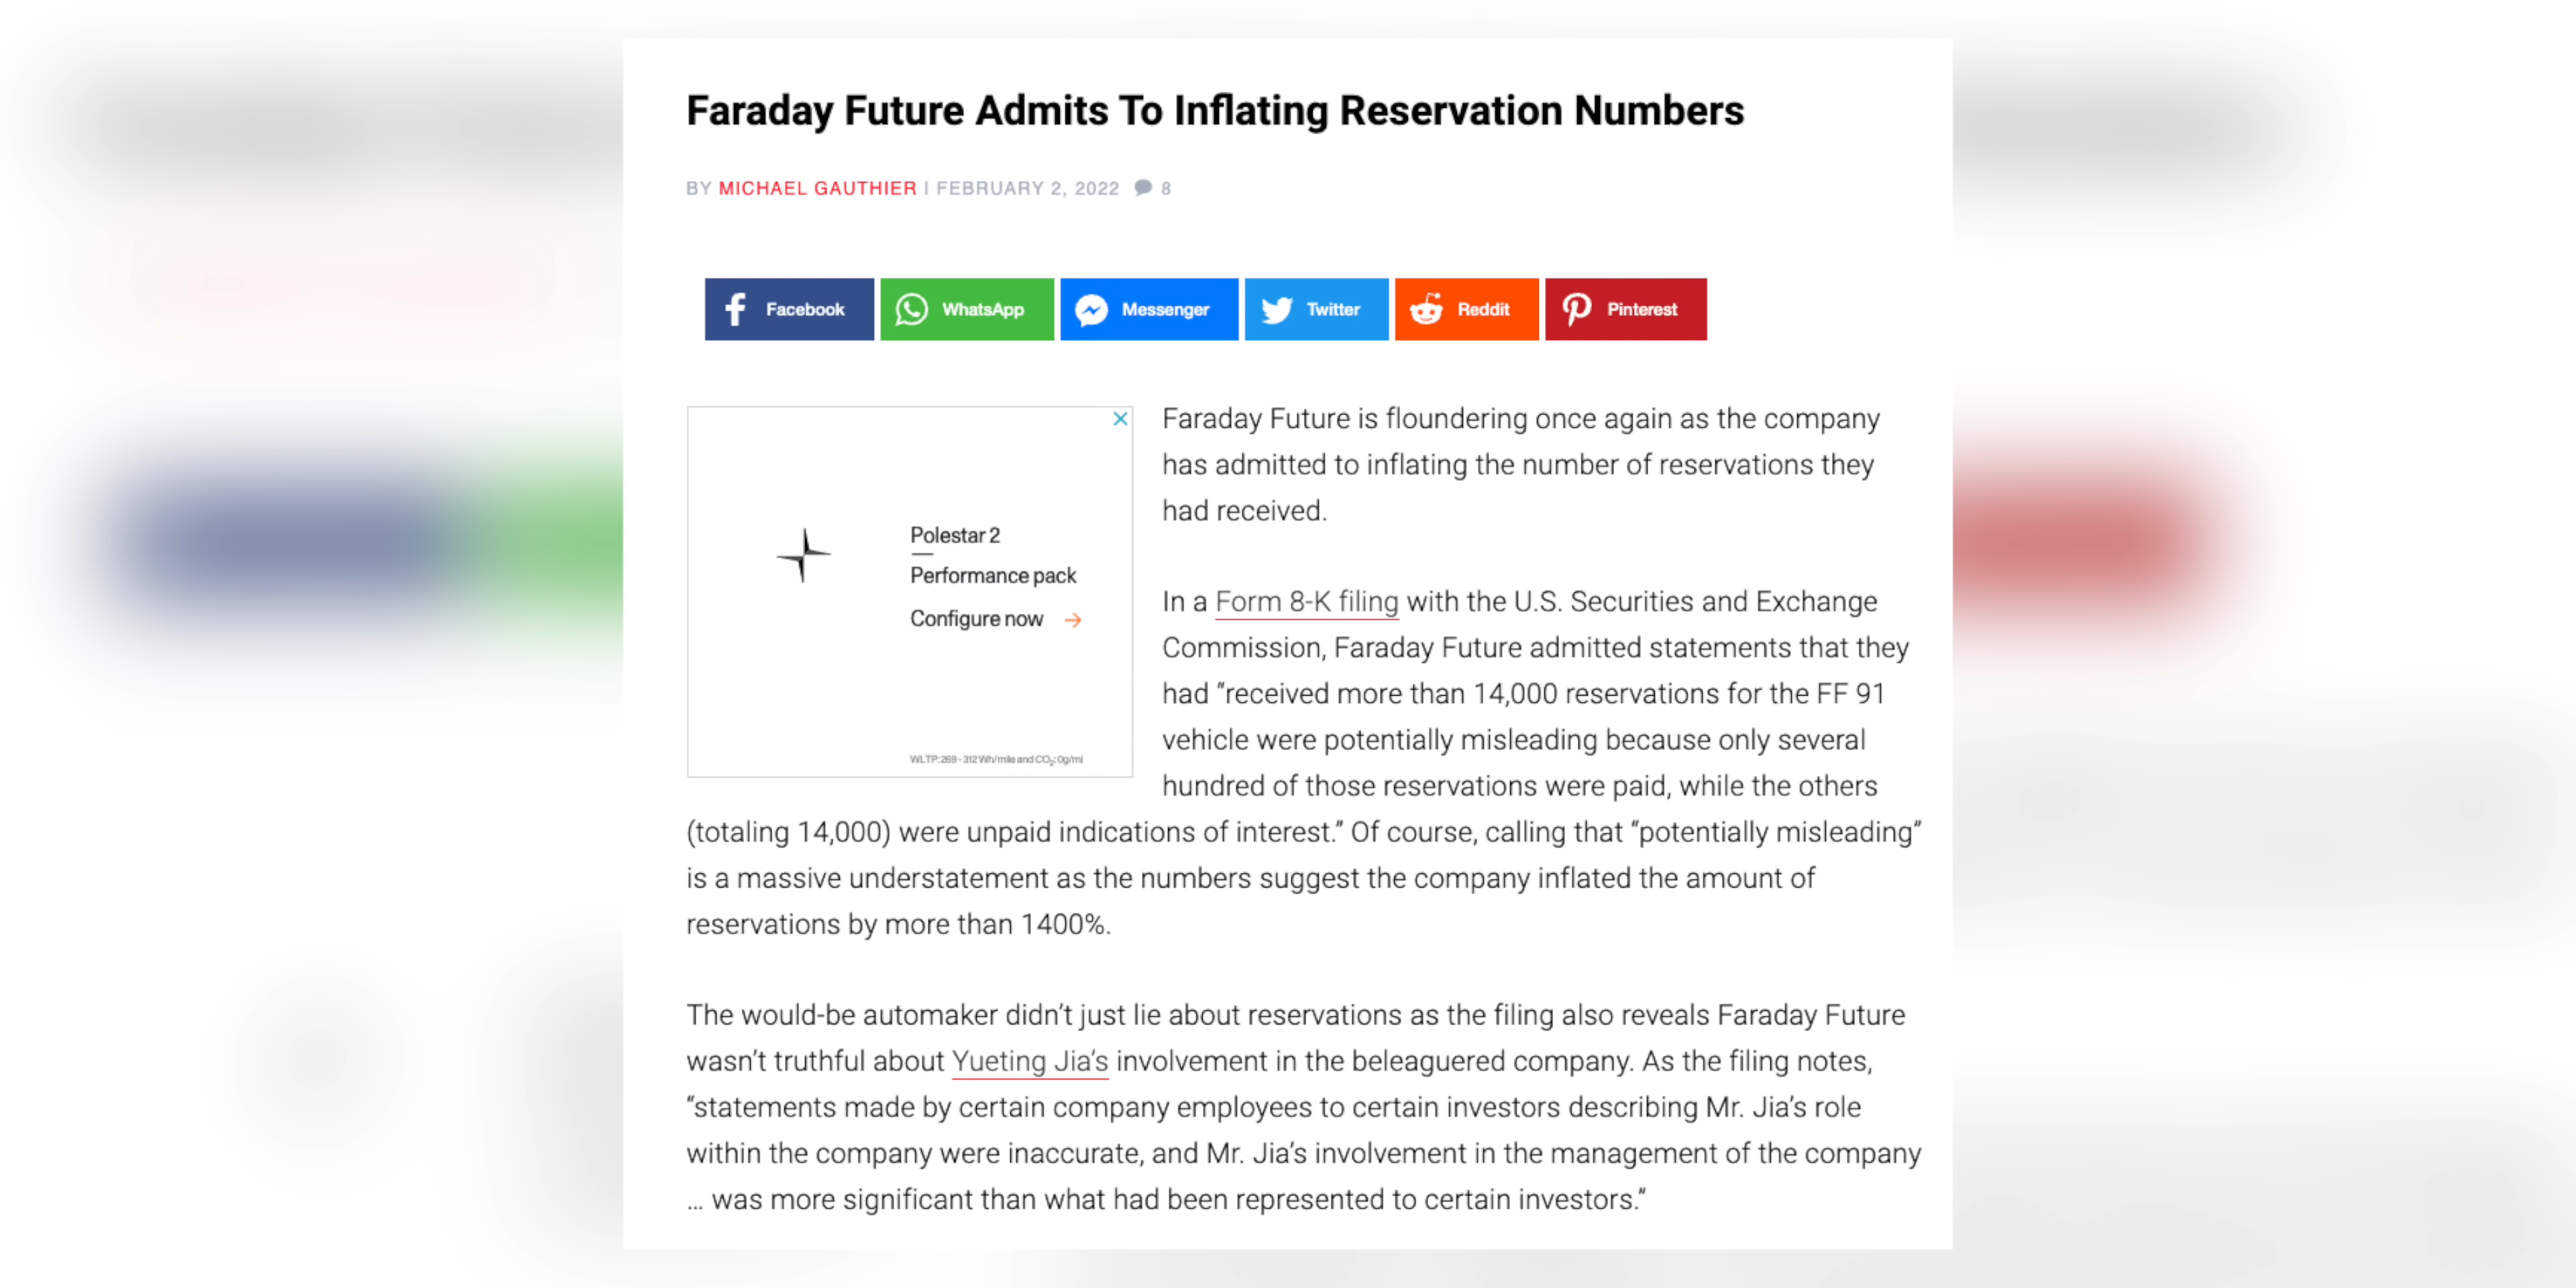 Faraday Future Admits To Inflating Reservation Numbers
BY MICHAEL GAUTHIER | FEBRUARY 2, 2022 8
Facebook
WhatsApp
Messenger
Twitter
Reddit
Pinterest
Polestar 2
Performance pack
Configure now →
WLTP: 269 - 312 Wh/mile and CO₂: 0g/mi
Faraday Future is floundering once again as the company
has admitted to inflating the number of reservations they
had received.
In a Form 8-K filing with the U.S. Securities and Exchange
Commission, Faraday Future admitted statements that they
had “received more than 14,000 reservations for the FF 91
vehicle were potentially misleading because only several
hundred of those reservations were paid, while the others
(totaling 14,000) were unpaid indications of interest.” Of course, calling that “potentially misleading”
is a massive understatement as the numbers suggest the company inflated the amount of
reservations by more than 1400%.
The would-be automaker didn’t just lie about reservations as the filing also reveals Faraday Future
wasn’t truthful about Yueting Jia’s involvement in the beleaguered company. As the filing notes,
“statements made by certain company employees to certain investors describing Mr. Jia’s role
within the company were inaccurate, and Mr. Jia’s involvement in the management of the company
… was more significant than what had been represented to certain investors.”